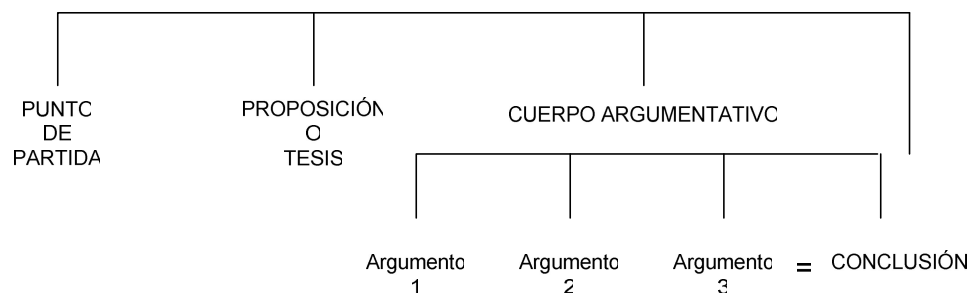 PUNTO
DE
PARTIDA
PROPOSICIÓN
O
TESIS
CUERPO ARGUMENTATIVO
Argumento
1
Argumento
2
Argumento
3
=
CONCLUSIÓN